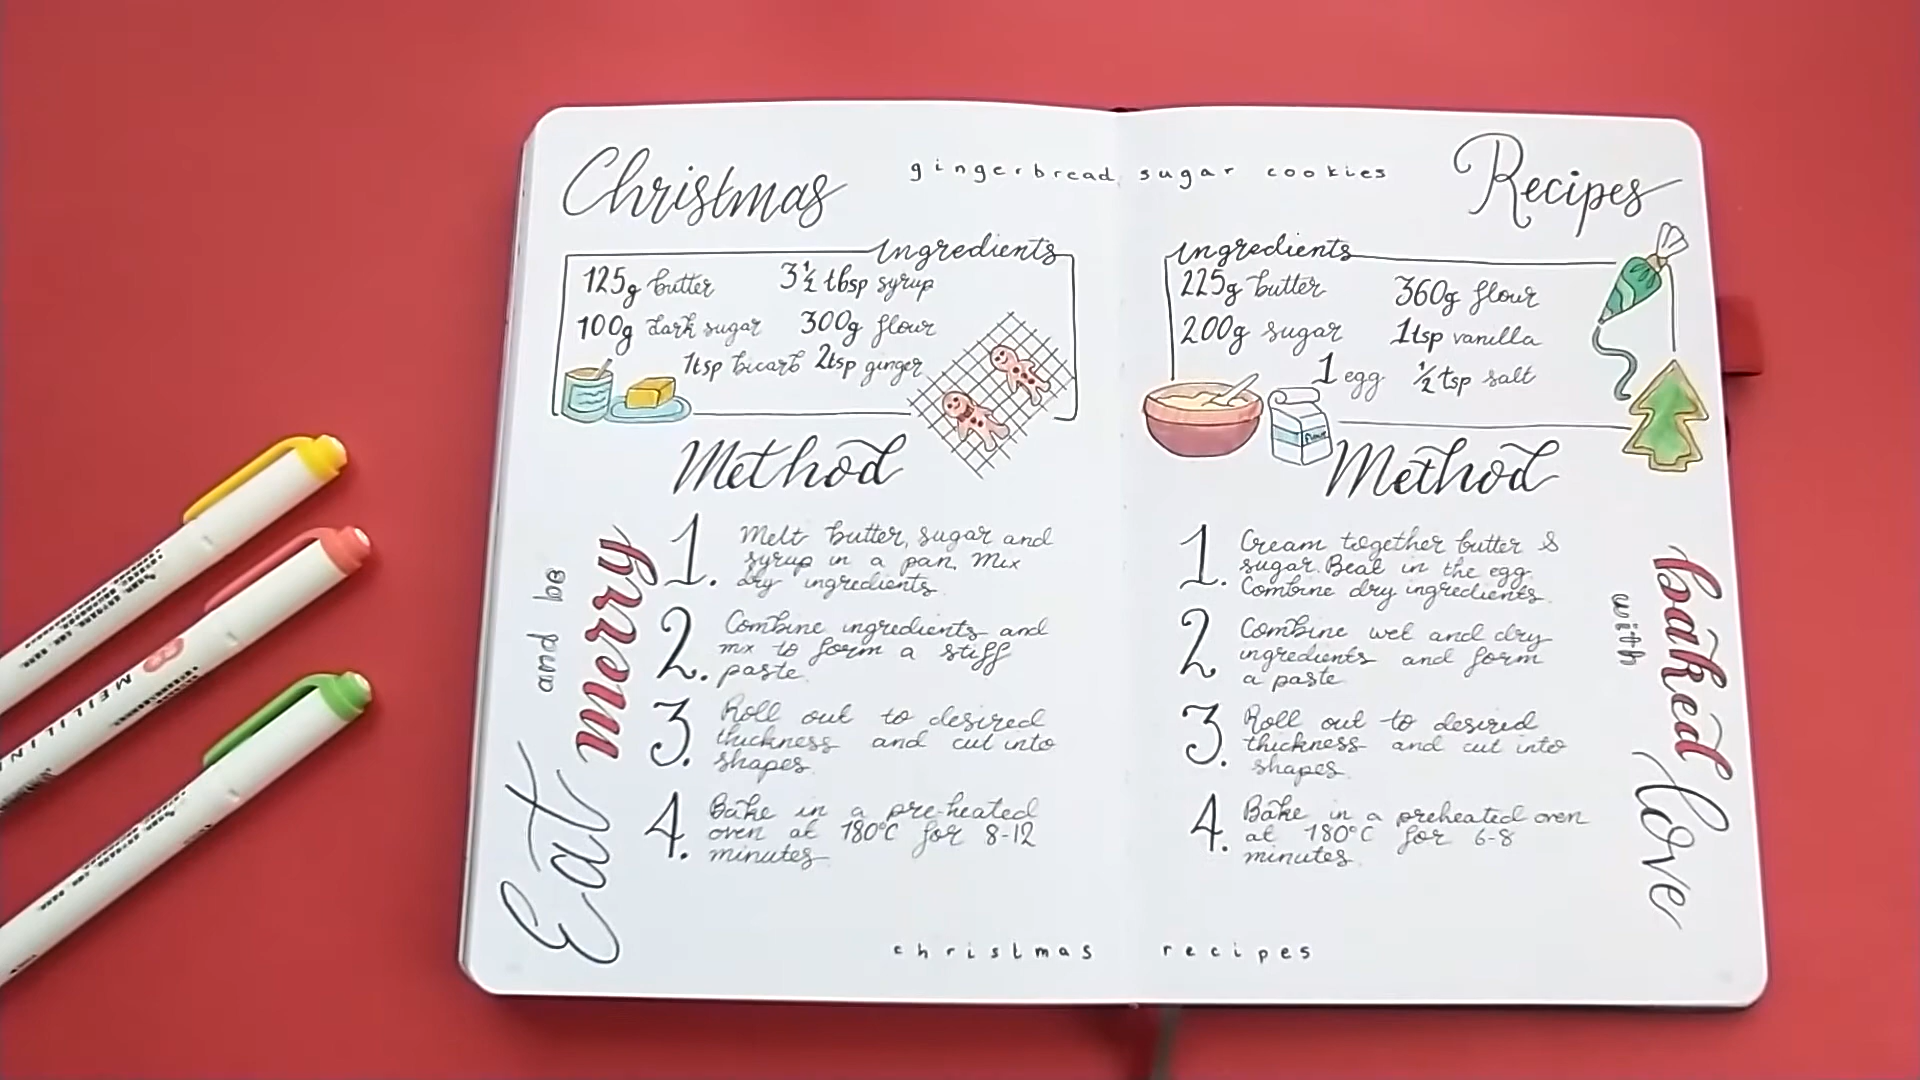 Christmas
gingerbread
Ingredients
125g butter 3½ tbsp syrup
100g dark sugar 300g flour
1tsp bicarb 2tsp ginger
Method
1. Melt butter, sugar and
syrup in a pan. Mix
dry ingredients.
2. Combine ingredients and
mix to form a stiff
paste.
3. Roll out to desired
thickness and cut into
shapes.
4. Bake in a pre-heated
oven at 180°C for 8-12
minutes.
Eat
and be
merry
christmas
sugar cookies
Recipes
Ingredients
225g butter 360g flour
200g sugar 1tsp vanilla
1 egg ½ tsp salt
flour
Method
1. Cream together butter &
sugar. Beat in the egg.
Combine dry ingredients.
2 Combine wet and dry
ingredients and form
a paste.
3. Roll out to desired
thickness and cut into
shapes.
4. Bake in a preheated oven
at 180°C for 6-8
minutes.
baked
with
love
recipes